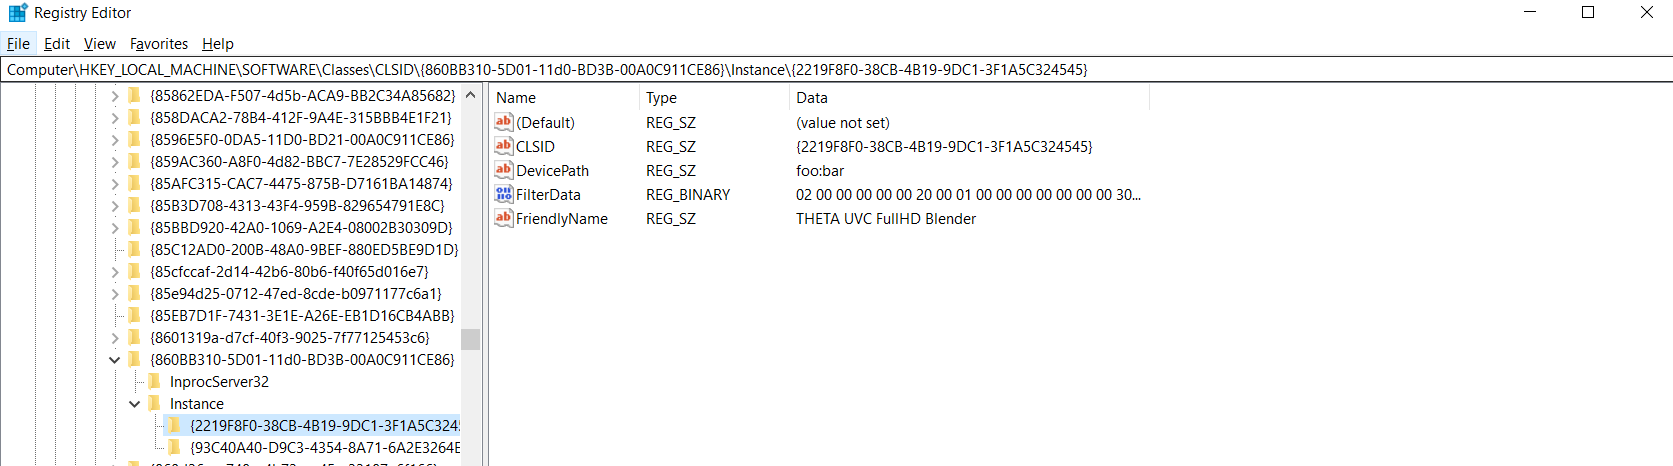 Registry Editor
File Edit View Favorites Help
Computer\HKEY_LOCAL_MACHINE\SOFTWARE\Classes\CLSID\{860BB310-5D01-11d0-BD3B-00A0C911CE86}\Instance\{2219F8F0-38CB-4B19-9DC1-3F1A5C324545}
{85862EDA-F507-4d5b-ACA9-BB2C34A85682}
{858DACA2-78B4-412F-9A4E-315BBB4E1F21}
{8596E5F0-0DA5-11D0-BD21-00A0C911CE86}
{859AC360-A8F0-4d82-BBC7-7E28529FCC46}
{85AFC315-CAC7-4475-875B-D7161BA14874}
{85B3D708-4313-43F4-959B-829654791E8C}
{85BBD920-42A0-1069-A2E4-08002B30309D}
{85C12AD0-200B-48A0-9BEF-880ED5BE9D1D}
{85cfccaf-2d14-42b6-80b6-f40f65d016e7}
{85e94d25-0712-47ed-8cde-b0971177c6a1}
{85EB7D1F-7431-3E1E-A26E-EB1D16CB4ABB}
{8601319a-d7cf-40f3-9025-7f77125453c6}
{860BB310-5D01-11d0-BD3B-00A0C911CE86}
InprocServer32
Instance
{2219F8F0-38CB-4B19-9DC1-3F1A5C324
{93C40A40-D9C3-4354-8A71-6A2E3264E
Name Type Data
(Default) REG_SZ (value not set)
CLSID REG_SZ {2219F8F0-38CB-4B19-9DC1-3F1A5C324545}
DevicePath REG_SZ foo:bar
FilterData REG_BINARY 02 00 00 00 00 00 20 00 01 00 00 00 00 00 00 00 30...
FriendlyName REG_SZ THETA UVC FullHD Blender